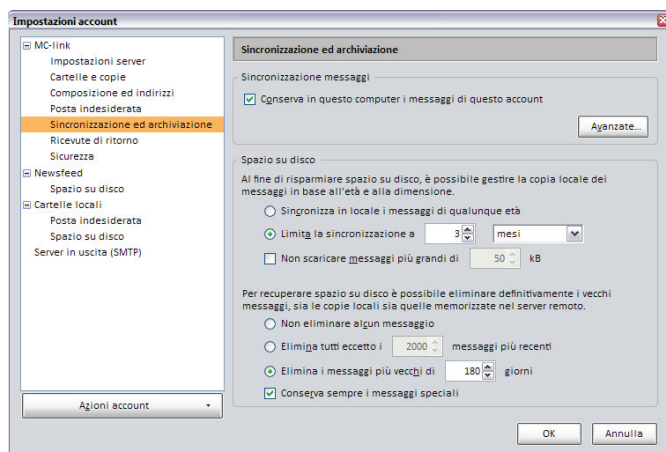 Impostazioni account
MC-link
Impostazioni server
Cartelle e copie
Composizione ed indirizzi
Posta indesiderata
Sincronizzazione ed archiviazione
Ricevute di ritorno
Sicurezza
Newsfeed
Spazio su disco
Cartelle locali
Posta indesiderata
Spazio su disco
Server in uscita (SMTP)
Azioni account
Sincronizzazione ed archiviazione
Sincronizzazione messaggi
Conserva in questo computer i messaggi di questo account
Avanzate...
Spazio su disco
Al fine di risparmiare spazio su disco, è possibile gestire la copia locale dei
messaggi in base all'età e alla dimensione.
Sincronizza in locale i messaggi di qualunque età
Limita la sincronizzazione a 3 mesi
Non scaricare messaggi più grandi di 50 kB
Per recuperare spazio su disco è possibile eliminare definitivamente i vecchi
messaggi, sia le copie locali sia quelle memorizzate nel server remoto.
Non eliminare alcun messaggio
Elimina tutti eccetto i 2000 messaggi più recenti
Elimina i messaggi più vecchi di 180 giorni
Conserva sempre i messaggi speciali
OK Annulla